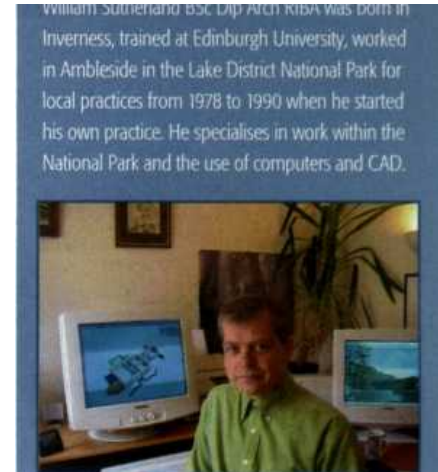 William Sutherland BSc Dip Arch RIBA was born in
Inverness, trained at Edinburgh University, worked
in Ambleside in the Lake District National Park for
local practices from 1978 to 1990 when he started
his own practice. He specialises in work within the
National Park and the use of computers and CAD.